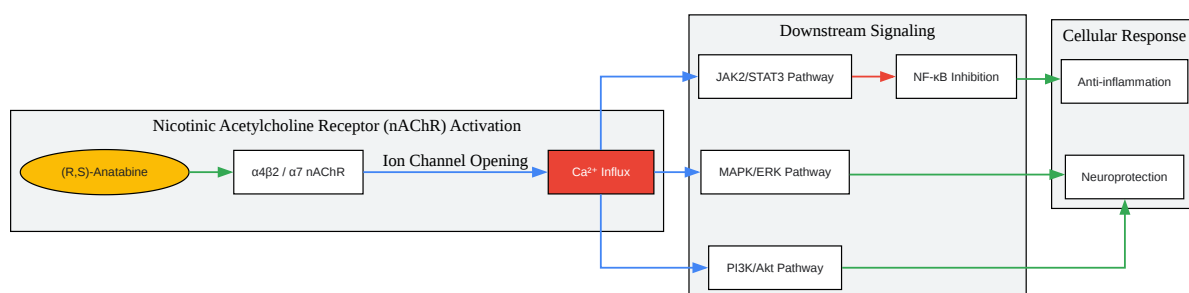 Nicotinic Acetylcholine Receptor (nAChR) Activation
(R,S)-Anatabine
α4β2 / α7 nAChR
Ion Channel Opening
Ca²⁺ Influx
Downstream Signaling
JAK2/STAT3 Pathway
NF-κB Inhibition
MAPK/ERK Pathway
PI3K/Akt Pathway
Cellular Response
Anti-inflammation
Neuroprotection